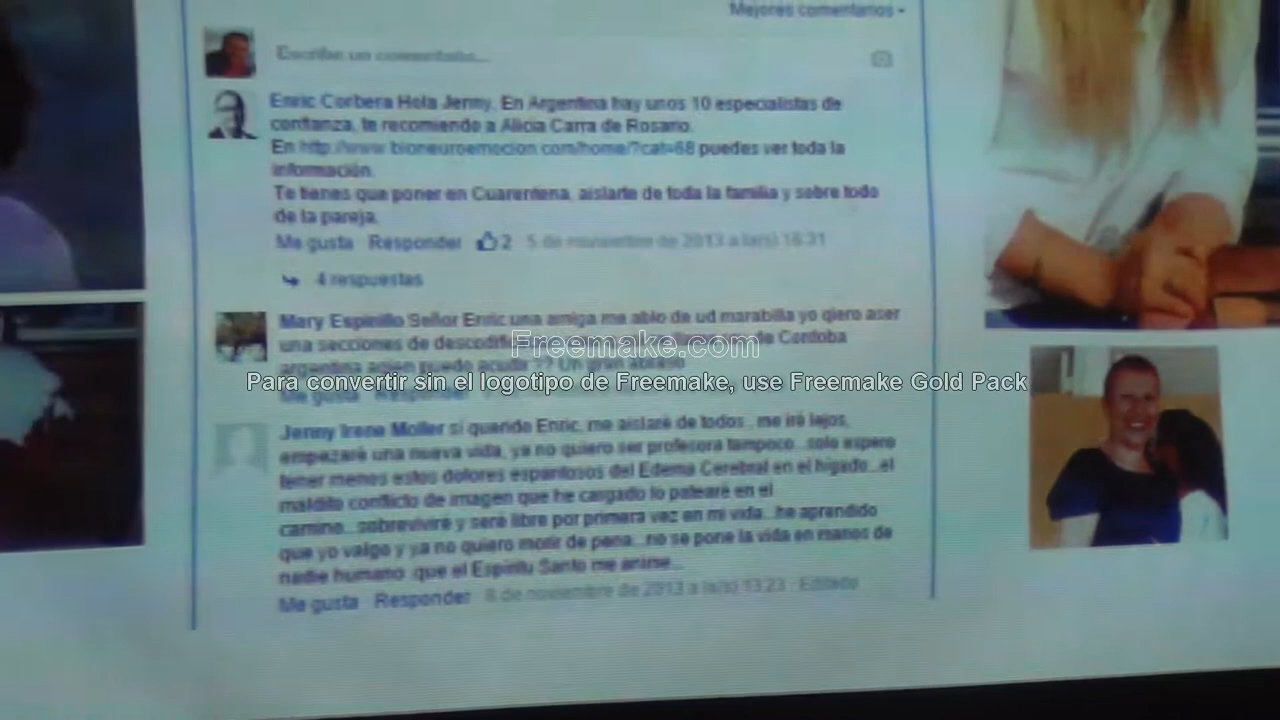 Mejores comentarios
Escribe un comentario...
Enric Corbera Hola Jenny, En Argentina hay unos 10 especialistas de
confianza, te recomiendo a Alicia Carra de Rosario.
En http://www.bioneuroemocion.com/home/?cat=68 puedes ver toda la
información.
Te tienes que poner en Cuarentena, aislarte de toda la familia y sobre todo
de la pareja.
Me gusta Responder 2 5 de noviembre de 2013 a la(s) 18:31
4 respuestas
Mary Espinillo Señor Enric una amiga me ablo de ud marabilla yo qiero aser
una secciones de de Cordoba
Freemake.com
argentina puedo acudir ?? Un gran abraso
Para convertir sin el logotipo de Freemake, use Freemake Gold Pack
Me gusta Responder
Jenny Irene Moller sí querido Enric, me aislaré de todos, me iré lejos,
empezaré una nueva vida, ya no quiero ser profesora tampoco...solo espero
tener menos estos dolores espantosos del Edema Cerebral en el hígado...el
maldito conflicto de imagen que he cargado lo patearé en el
camino...sobreviviré y seré libre por primera vez en mi vida...he aprendido
que yo valgo y ya no quiero morir de pena...no se pone la vida en manos de
nadie humano .que el Espíritu Santo me anime...
Me gusta Responder 8 de noviembre de 2013 a la(s) 13:23 · Editado